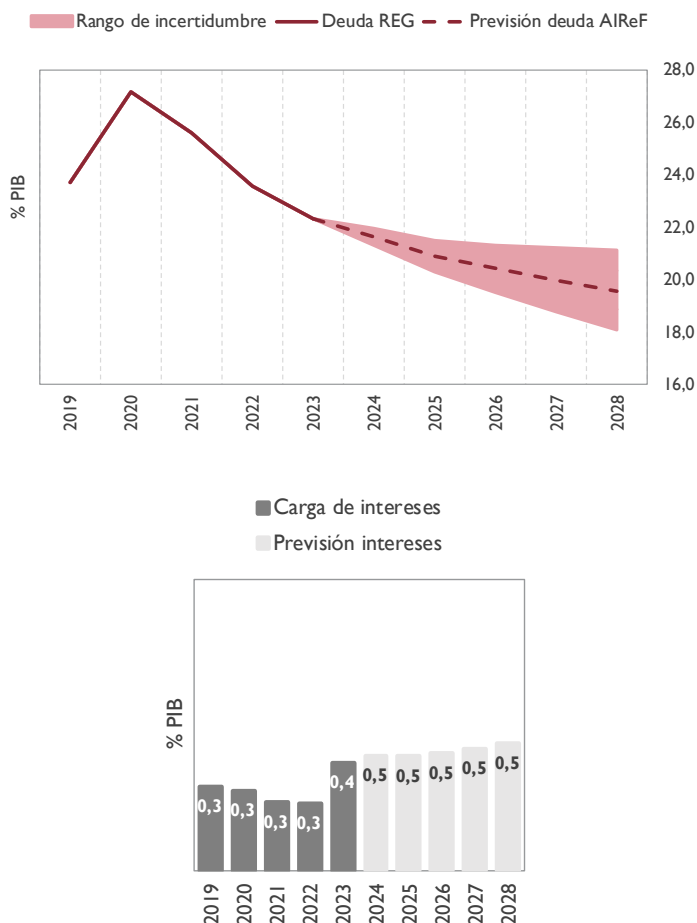 Rango de incertidumbre Deuda REG Previsión deuda AIReF
28,0
26,0
24,0
22,0
20,0
18,0
16,0
% PIB
2019 2020 2021 2022 2023 2024 2025 2026 2027 2028
Carga de intereses
Previsión intereses
% PIB
0,3 0,3 0,3 0,3 0,4 0,5 0,5 0,5 0,5 0,5
2019 2020 2021 2022 2023 2024 2025 2026 2027 2028